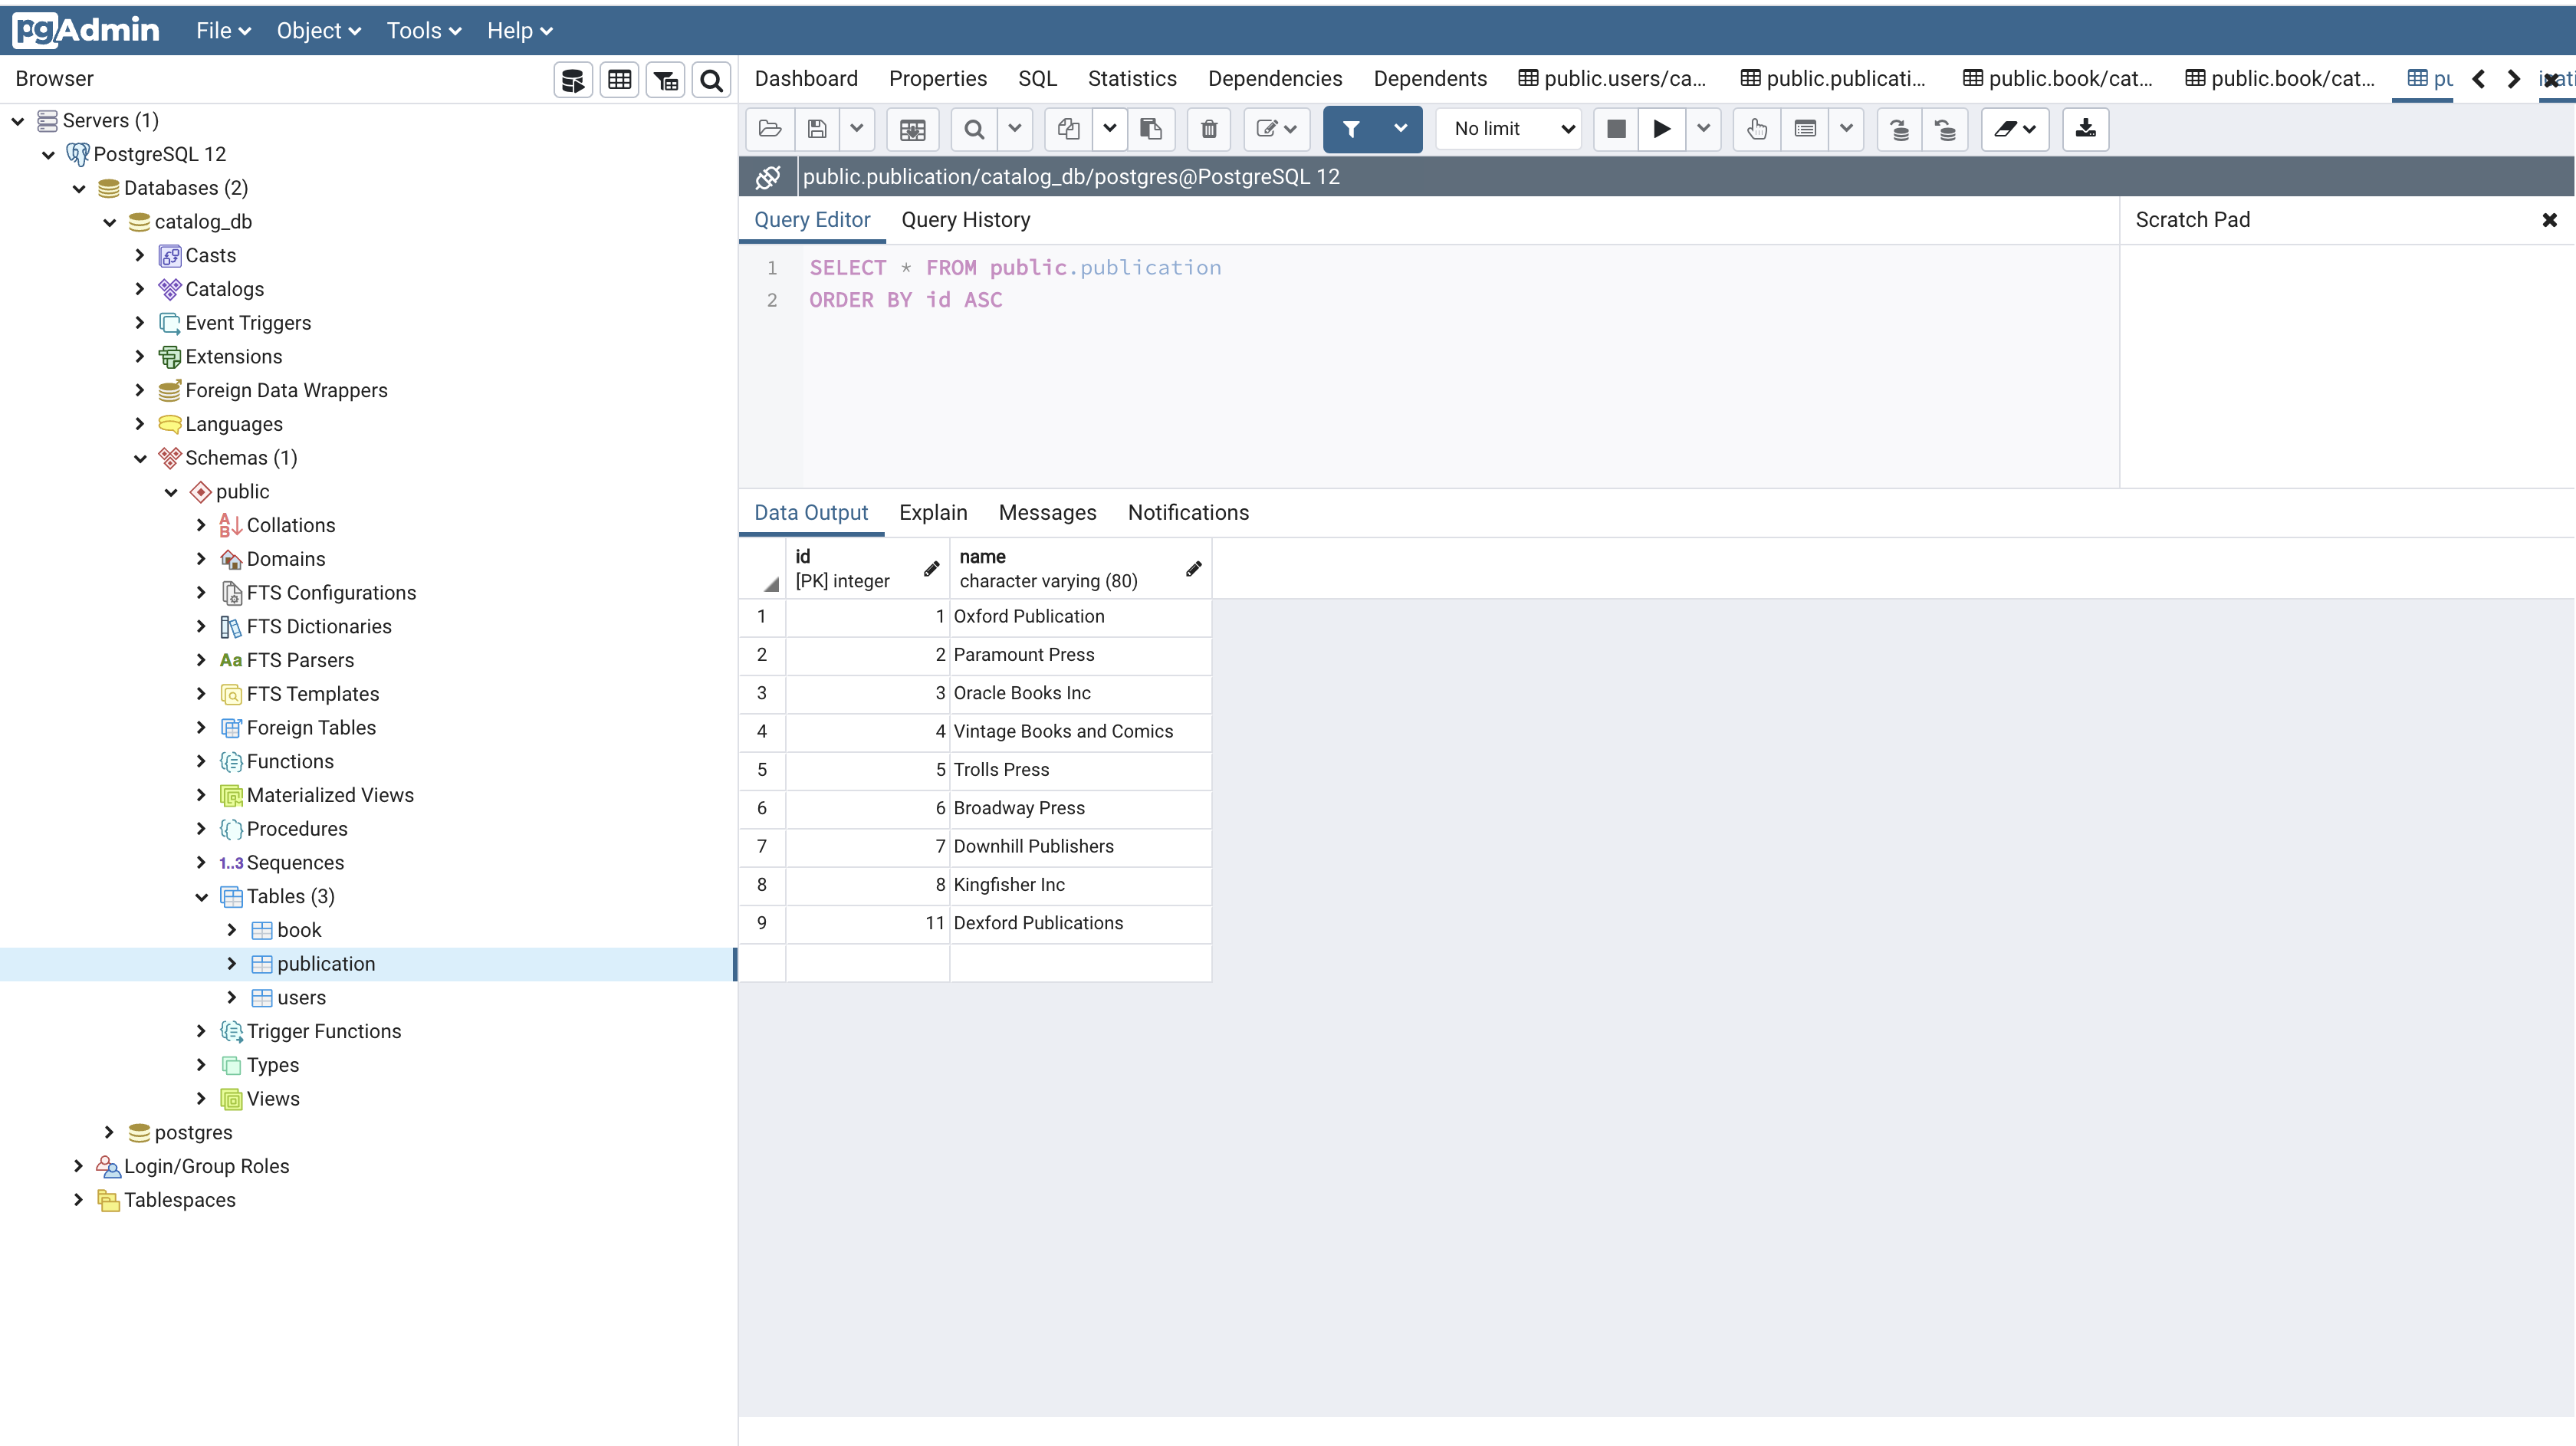 pgAdmin File Object Tools Help
Browser
Dashboard Properties SQL Statistics Dependencies Dependents public.users/ca... public.publicati... public.book/cat... public.book/cat...
Servers (1)
PostgreSQL 12
Databases (2)
catalog_db
Casts
Catalogs
Event Triggers
Extensions
Foreign Data Wrappers
Languages
Schemas (1)
public
Collations
Domains
FTS Configurations
FTS Dictionaries
Aa FTS Parsers
FTS Templates
Foreign Tables
Functions
Materialized Views
Procedures
1..3 Sequences
Tables (3)
book
publication
users
Trigger Functions
Types
Views
postgres
Login/Group Roles
Tablespaces
No limit
public.publication/catalog_db/postgres@PostgreSQL 12
Query Editor Query History
Scratch Pad
1 SELECT * FROM public.publication
2 ORDER BY id ASC
Data Output Explain Messages Notifications
id name
[PK] integer character varying (80)
1 1 Oxford Publication
2 2 Paramount Press
3 3 Oracle Books Inc
4 4 Vintage Books and Comics
5 5 Trolls Press
6 6 Broadway Press
7 7 Downhill Publishers
8 8 Kingfisher Inc
9 11 Dexford Publications